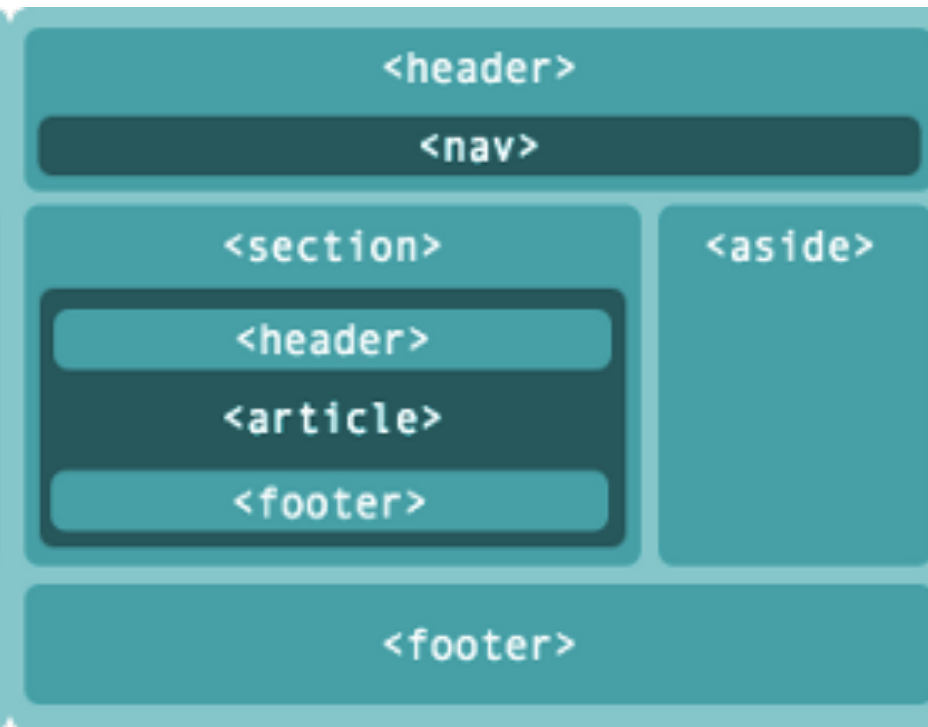 <header>
<nav>
<section>
<aside>
<header>
<article>
<footer>
<footer>